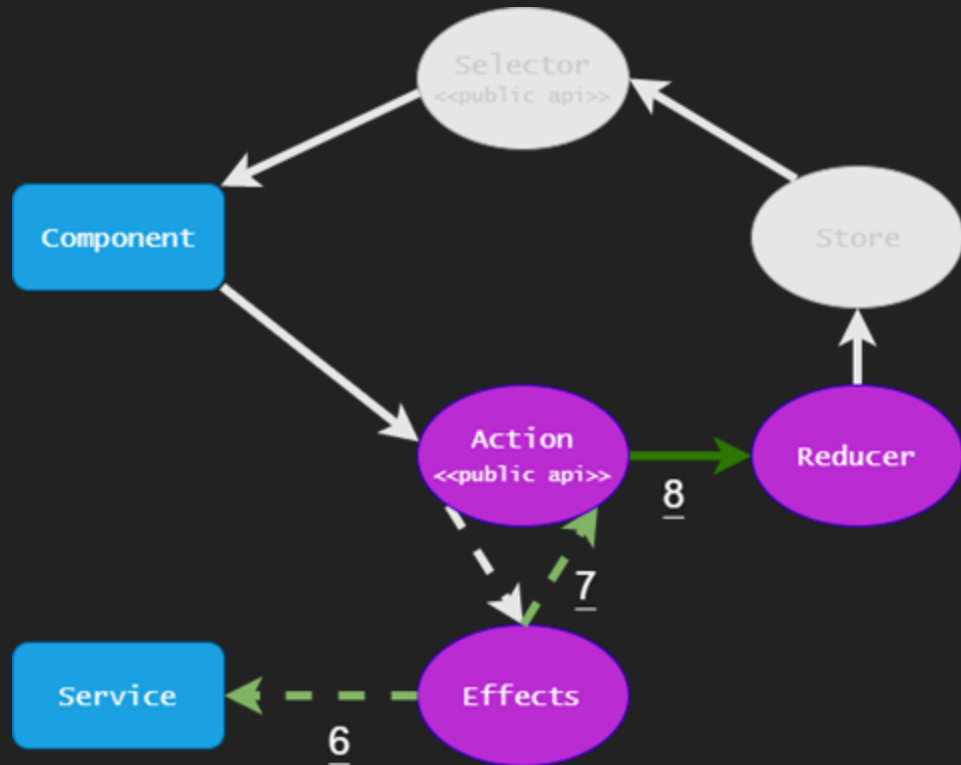 Selector
<<public api>>
Component
Store
Action
<<public api>>
Reducer
8
7
Service
Effects
6